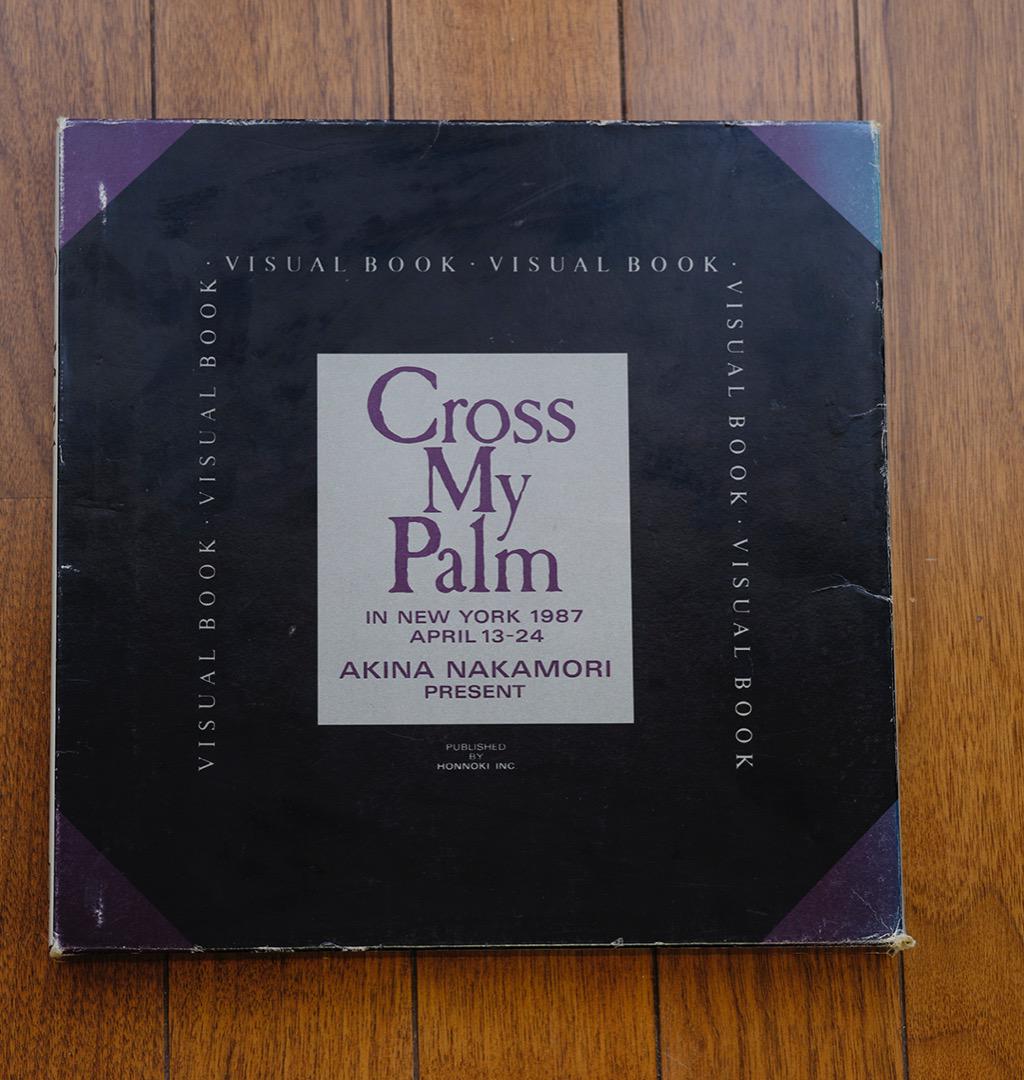 · VISUAL BOOK · VISUAL BOOK ·
VISUAL BOOK · VISUAL BOOK
VISUAL BOOK · VISUAL BOOK
Cross
My
Palm
IN NEW YORK 1987
APRIL 13-24
AKINA NAKAMORI
PRESENT
PUBLISHED
BY
HONNOKI INC